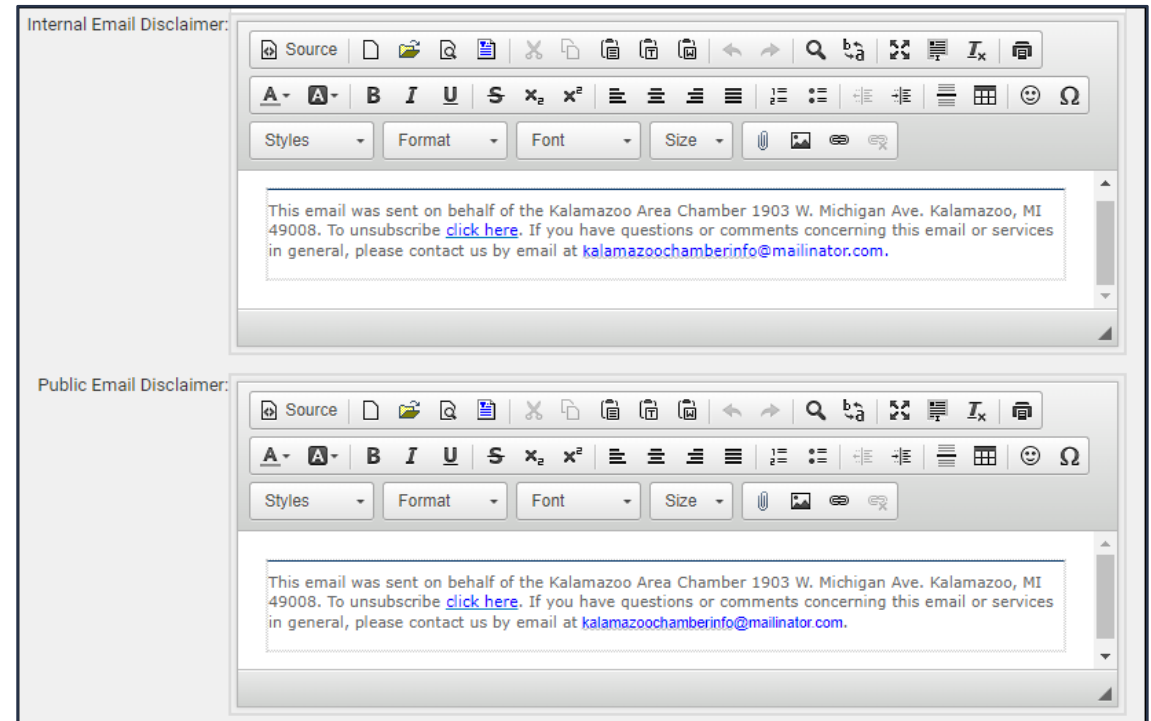 Internal Email Disclaimer:
Source
Styles Format Font Size
This email was sent on behalf of the Kalamazoo Area Chamber 1903 W. Michigan Ave. Kalamazoo, MI
49008. To unsubscribe click here. If you have questions or comments concerning this email or services
in general, please contact us by email at kalamazoochamberinfo@mailinator.com.
Public Email Disclaimer:
Source
Styles Format Font Size
This email was sent on behalf of the Kalamazoo Area Chamber 1903 W. Michigan Ave. Kalamazoo, MI
49008. To unsubscribe click here. If you have questions or comments concerning this email or services
in general, please contact us by email at kalamazoochamberinfo@mailinator.com.